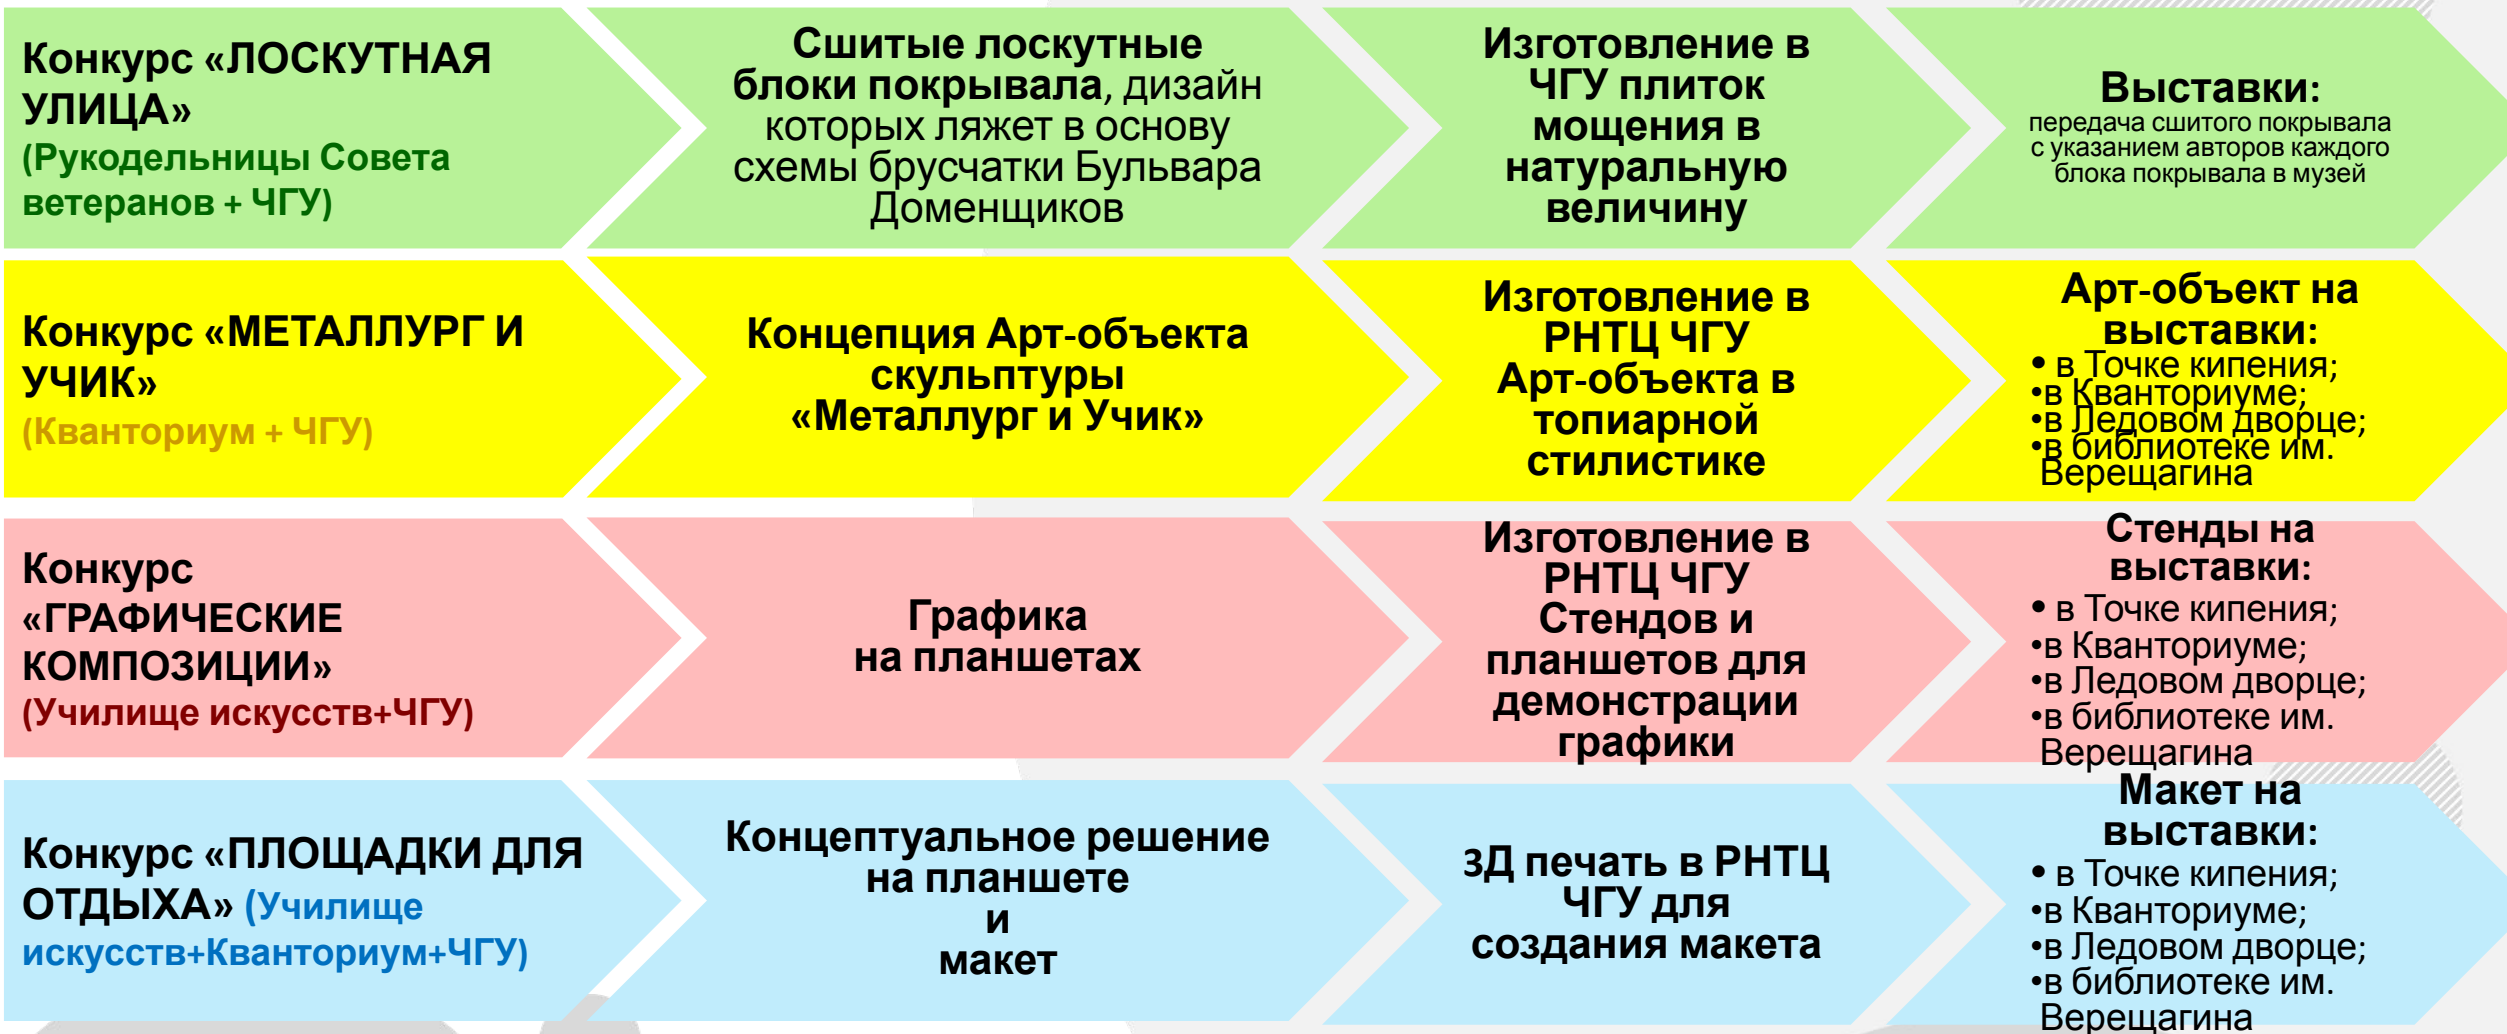 Конкурс «ЛОСКУТНАЯ
УЛИЦА»
(Рукодельницы Совета
ветеранов + ЧГУ)
Сшитые лоскутные
блоки покрывала, дизайн
которых ляжет в основу
схемы брусчатки Бульвара
Доменщиков
Изготовление в
ЧГУ плиток
мощения в
натуральную
величину
Выставки:
передача сшитого покрывала
с указанием авторов каждого
блока покрывала в музей
Конкурс «МЕТАЛЛУРГ И
УЧИК»
(Кванториум + ЧГУ)
Концепция Арт-объекта
скульптуры
«Металлург и Учик»
Изготовление в
РНТЦ ЧГУ
Арт-объекта в
топиарной
стилистике
Арт-объект на
выставки:
• в Точке кипения;
•в Кванториуме;
•в Ледовом дворце;
•в библиотеке им.
Верещагина
Конкурс
«ГРАФИЧЕСКИЕ
КОМПОЗИЦИИ»
(Училище искусств+ЧГУ)
Графика
на планшетах
Изготовление в
РНТЦ ЧГУ
Стендов и
планшетов для
демонстрации
графики
Стенды на
выставки:
• в Точке кипения;
•в Кванториуме;
•в Ледовом дворце;
•в библиотеке им.
Верещагина
Конкурс «ПЛОЩАДКИ ДЛЯ
ОТДЫХА» (Училище
искусств+Кванториум+ЧГУ)
Концептуальное решение
на планшете
и
макет
3Д печать в РНТЦ
ЧГУ для
создания макета
Макет на
выставки:
• в Точке кипения;
•в Кванториуме;
•в Ледовом дворце;
•в библиотеке им.
Верещагина